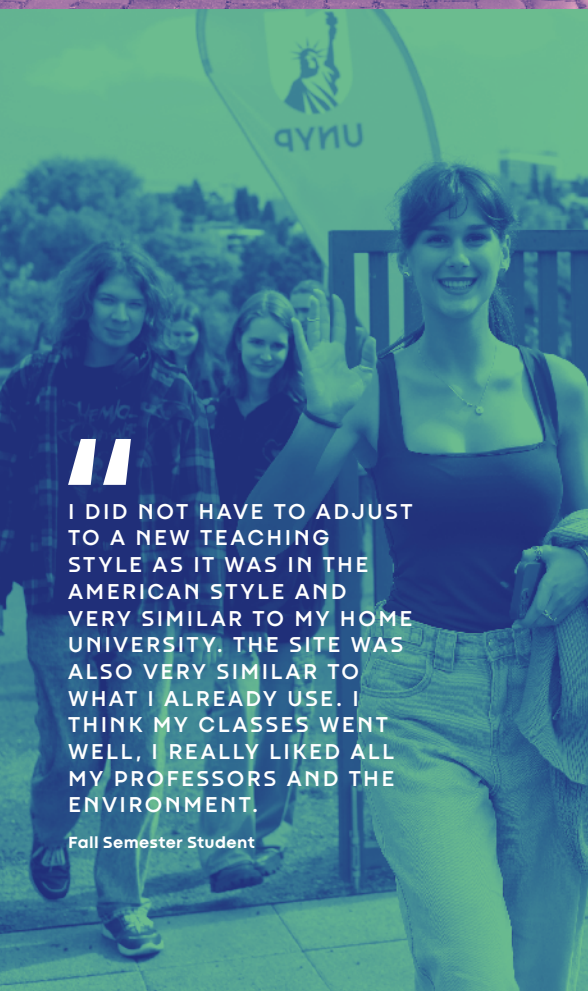 UNYP
I DID NOT HAVE TO ADJUST
TO A NEW TEACHING
STYLE AS IT WAS IN THE
AMERICAN STYLE AND
VERY SIMILAR TO MY HOME
UNIVERSITY. THE SITE WAS
ALSO VERY SIMILAR TO
WHAT I ALREADY USE. I
THINK MY CLASSES WENT
WELL, I REALLY LIKED ALL
MY PROFESSORS AND THE
ENVIRONMENT.
Fall Semester Student